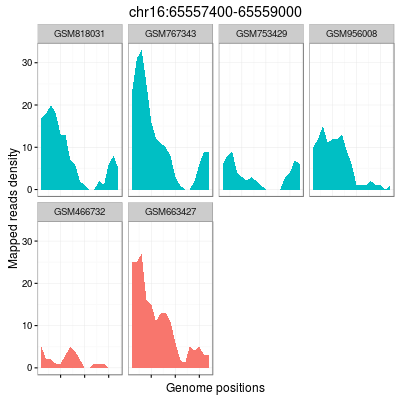 chr16:65557400-65559000
GSM818031 GSM767343 GSM753429 GSM956008
30
20
10
0
GSM466732 GSM663427
30
20
10
0
Mapped reads density
Genome positions